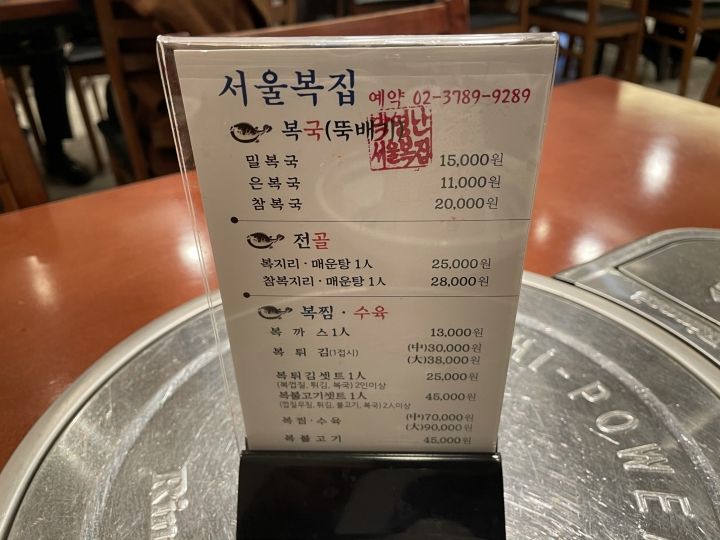 서울복집 예약 02-3789-9289
복국(뚝배기)
서울복집
밀복국 15,000원
은복국 11,000원
참복국 20,000원
전골
복지리·매운탕 1人 25,000원
참복지리·매운탕 1人 28,000원
복찜·수육
복 까 스 1人 13,000원
복 튀 김(1접시) (中)30,000원
(大)38,000원
복튀김셋트 1人 25,000원
(복껍질, 튀김, 복국) 2인이상
복불고기셋트 1人 45,000원
(껍질무침, 튀김, 불고기, 복국) 2人이상
복찜·수육 (中)70,000원
(大)90,000원
복불고기 45,000원
HI-POWE
Rin